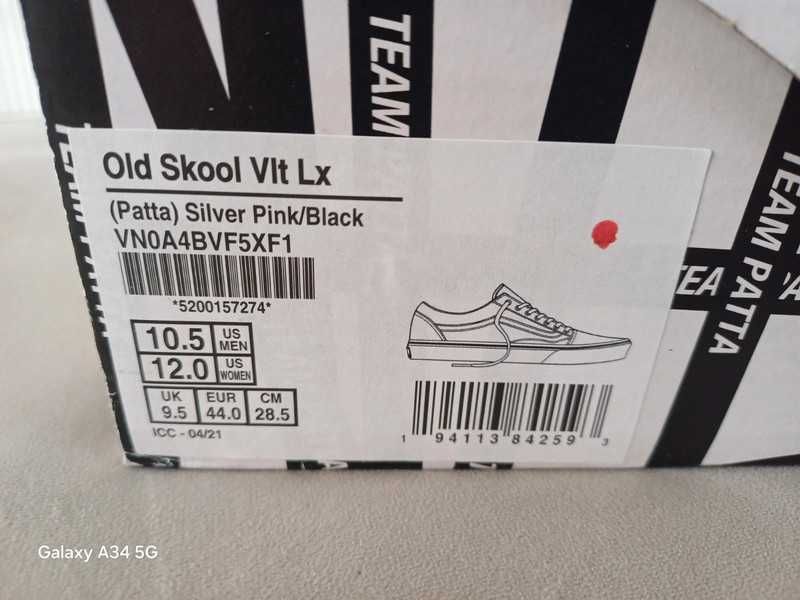 TEAM
TEAM PATTA
Old Skool Vlt Lx
(Patta) Silver Pink/Black
VN0A4BVF5XF1
*5200157274*
10.5 US MEN
12.0 US WOMEN
UK EUR CM
9.5 44.0 28.5
ICC - 04/21
1 94113 84259 3
TEA
TEAM PATTA
Galaxy A34 5G